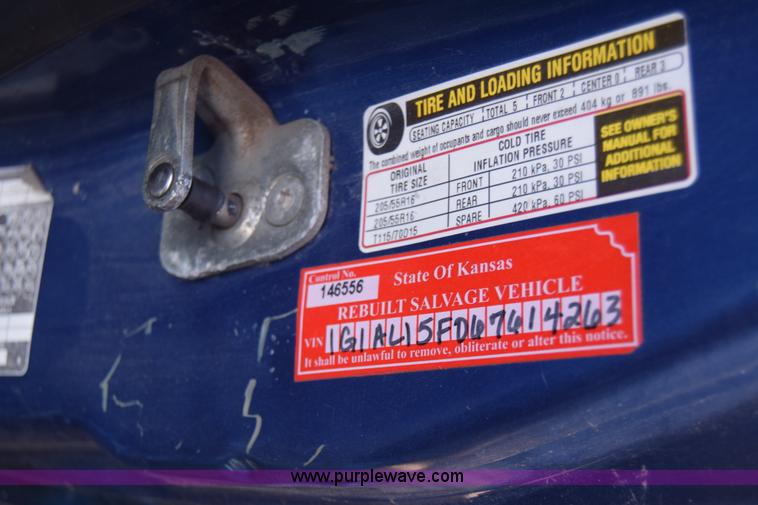 TIRE AND LOADING INFORMATION
SEATING CAPACITY TOTAL 5 FRONT 2 CENTER 0 REAR 3
The combined weight of occupants and cargo should never exceed 404 kg or 891 lbs.
ORIGINAL TIRE SIZE COLD TIRE INFLATION PRESSURE
205/55R16 FRONT 210 kPa, 30 PSI
205/55R16 REAR 210 kPa, 30 PSI
T115/70D15 SPARE 420 kPa, 60 PSI
SEE OWNER'S
MANUAL FOR
ADDITIONAL
INFORMATION
Control No.
146556
State Of Kansas
REBUILT SALVAGE VEHICLE
VIN 1G1AL15FD67614263
It shall be unlawful to remove, obliterate or alter this notice.
www.purplewave.com